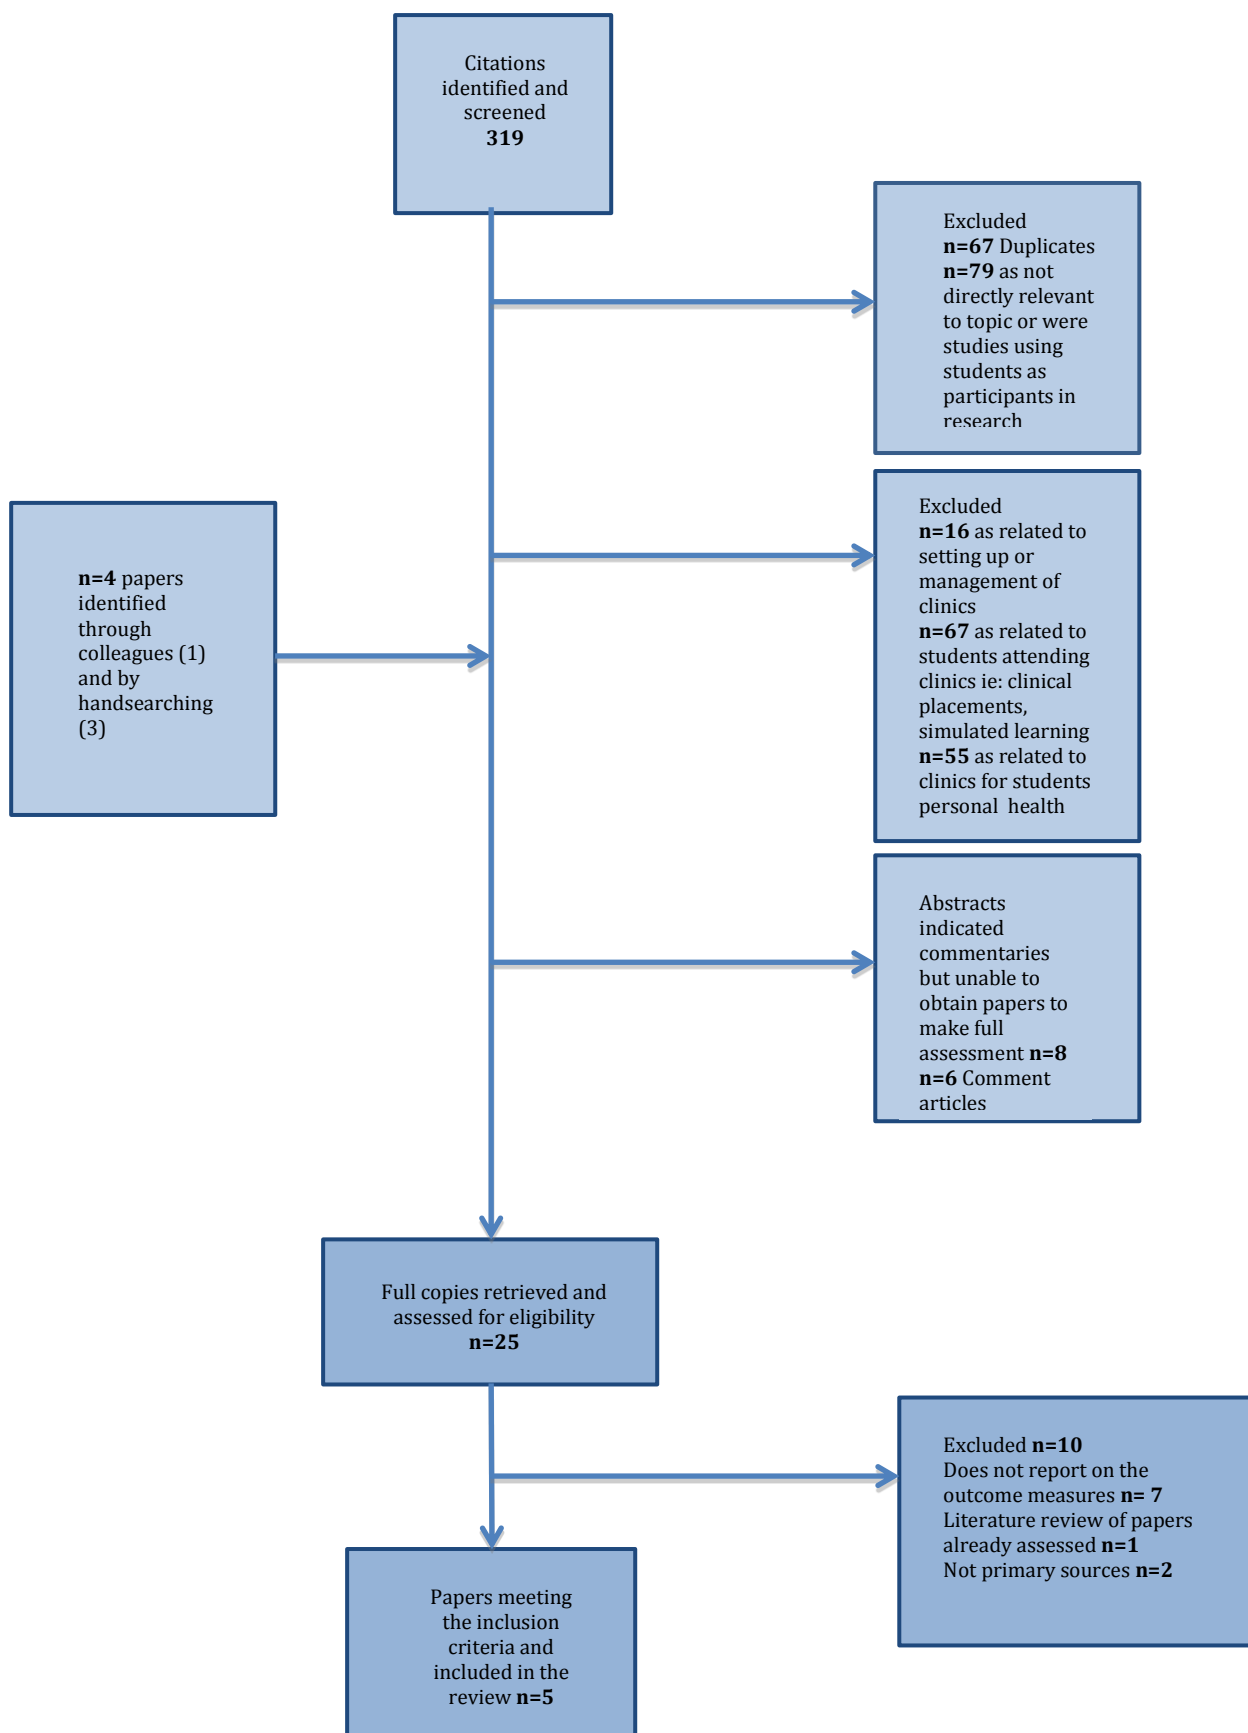 Citations
identified and
screened
319
Excluded
n=67 Duplicates
n=79 as not
directly relevant
to topic or were
studies using
students as
participants in
research
Excluded
n=16 as related to
setting up or
management of
clinics
n=67 as related to
students attending
clinics ie: clinical
placements,
simulated learning
n=55 as related to
clinics for students
personal health
n=4 papers
identified
through
colleagues (1)
and by
handsearching
(3)
Abstracts
indicated
commentaries
but unable to
obtain papers to
make full
assessment n=8
n=6 Comment
articles
Full copies retrieved and
assessed for eligibility
n=25
Excluded n=10
Does not report on the
outcome measures n= 7
Literature review of papers
already assessed n=1
Not primary sources n=2
Papers meeting
the inclusion
criteria and
included in the
review n=5